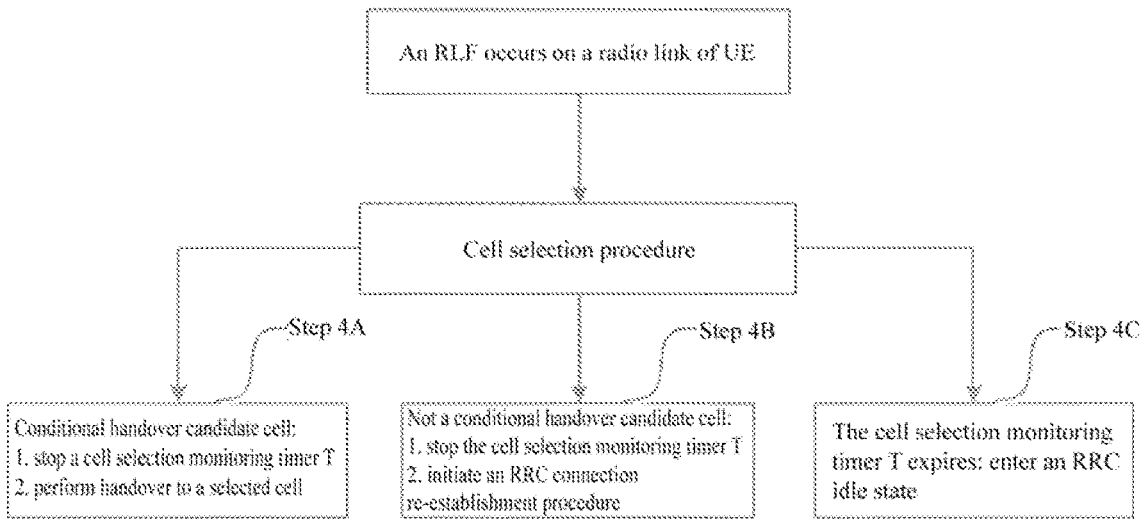 An RLF occurs on a radio link of UE
Cell selection procedure
Step 4A
Step 4B
Step 4C
Conditional handover candidate cell:
1. stop a cell selection monitoring timer T
2. perform handover to a selected cell
Not a conditional handover candidate cell:
1. stop the cell selection monitoring timer T
2. initiate an RRC connection
re-establishment procedure
The cell selection monitoring
timer T expires: enter an RRC
idle state